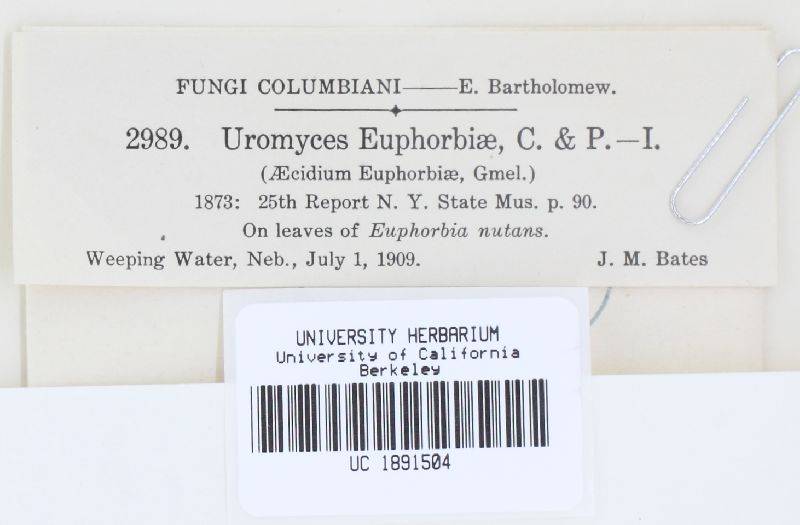 FUNGI COLUMBIANI——E. Bartholomew.
2989. Uromyces Euphorbiæ, C. & P.—I.
(Æcidium Euphorbiæ, Gmel.)
1873: 25th Report N. Y. State Mus. p. 90.
On leaves of Euphorbia nutans.
Weeping Water, Neb., July 1, 1909. J. M. Bates
UNIVERSITY HERBARIUM
University of California
Berkeley
UC 1891504